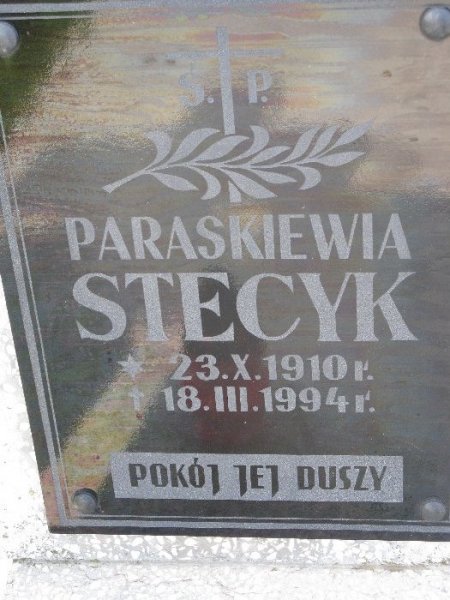 Ś. P.
PARASKIEWIA
STECYK
* 23.X.1910 r.
† 18.III.1994 r.
POKÓJ JEJ DUSZY